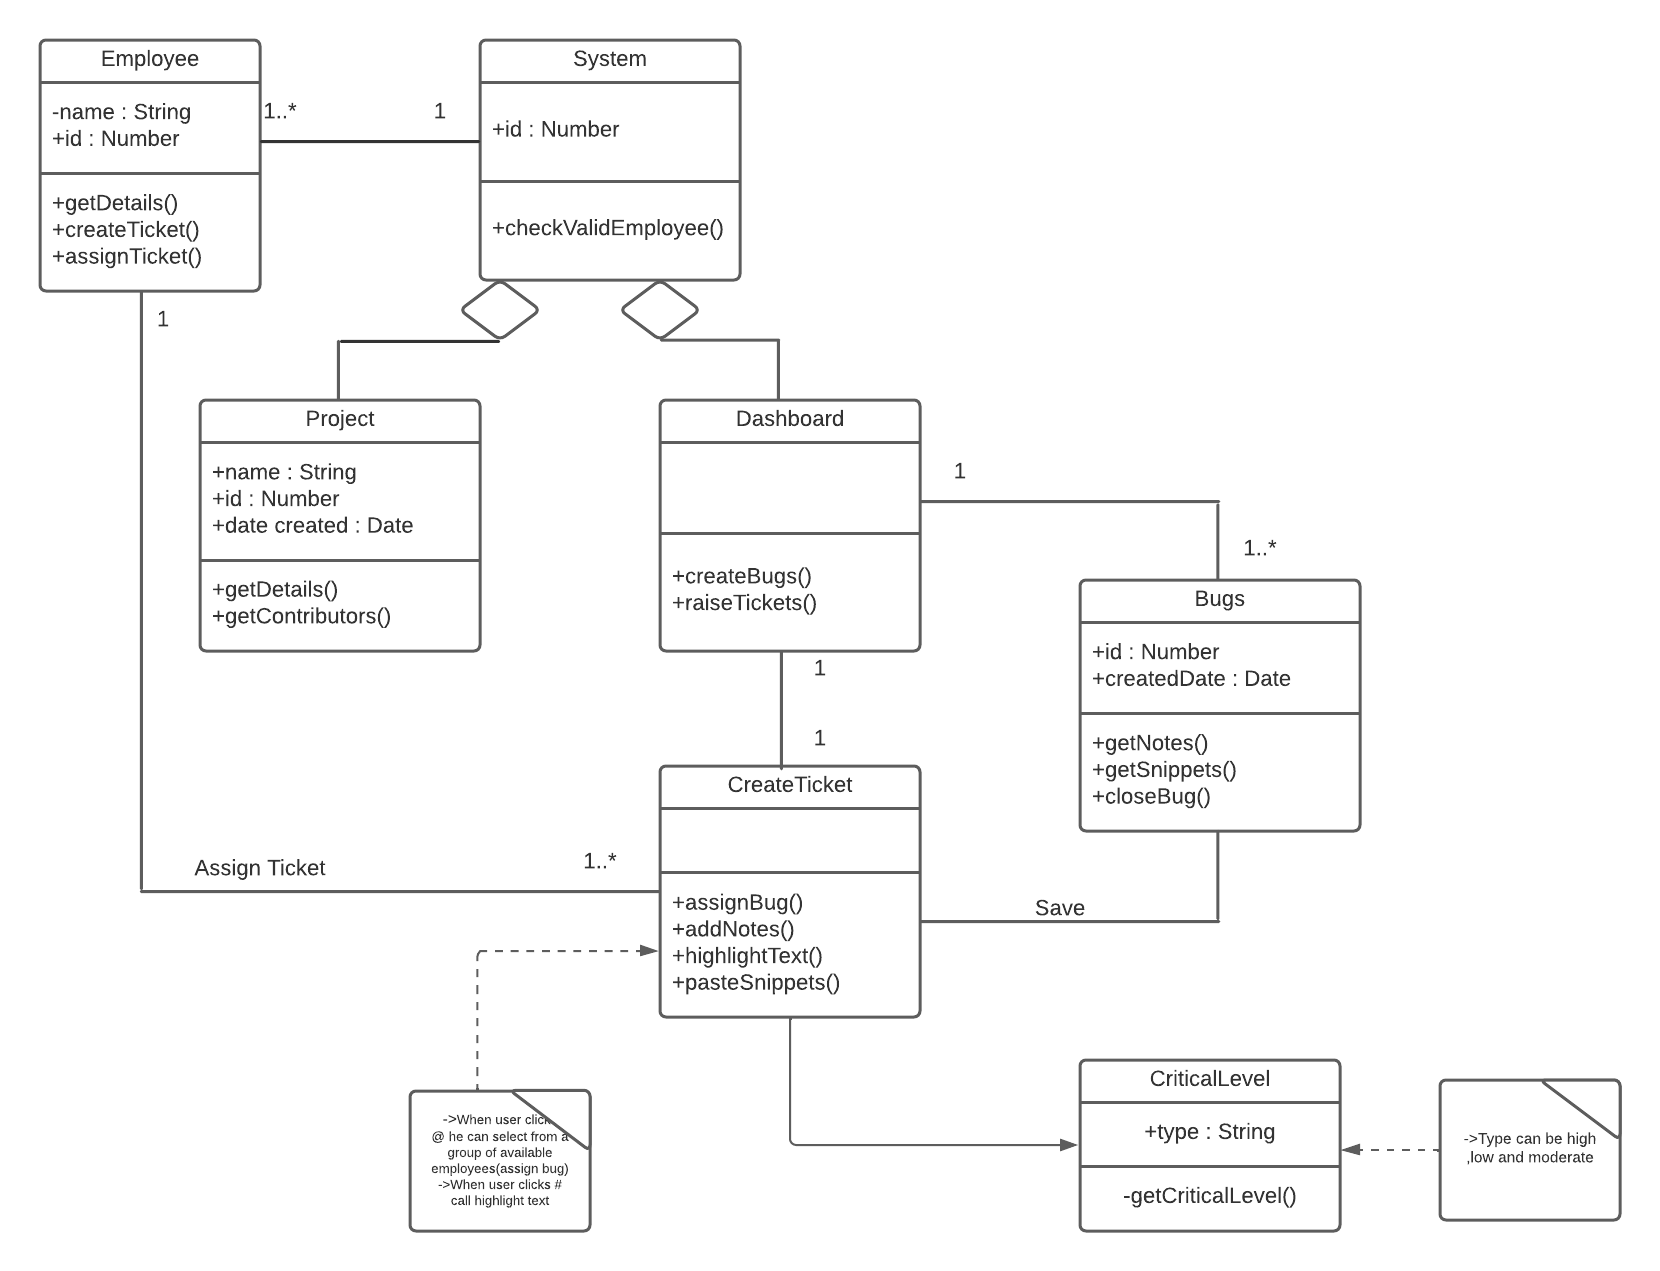 Employee
-name : String
+id : Number
+getDetails()
+createTicket()
+assignTicket()
1..*
1
System
+id : Number
+checkValidEmployee()
1
Project
+name : String
+id : Number
+date created : Date
+getDetails()
+getContributors()
Dashboard
+createBugs()
+raiseTickets()
1
1..*
Bugs
+id : Number
+createdDate : Date
+getNotes()
+getSnippets()
+closeBug()
1
1
CreateTicket
+assignBug()
+addNotes()
+highlightText()
+pasteSnippets()
Assign Ticket
1..*
Save
->When user click
@ he can select from a
group of available
employees(assign bug)
->When user clicks #
call highlight text
CriticalLevel
+type : String
-getCriticalLevel()
->Type can be high
,low and moderate